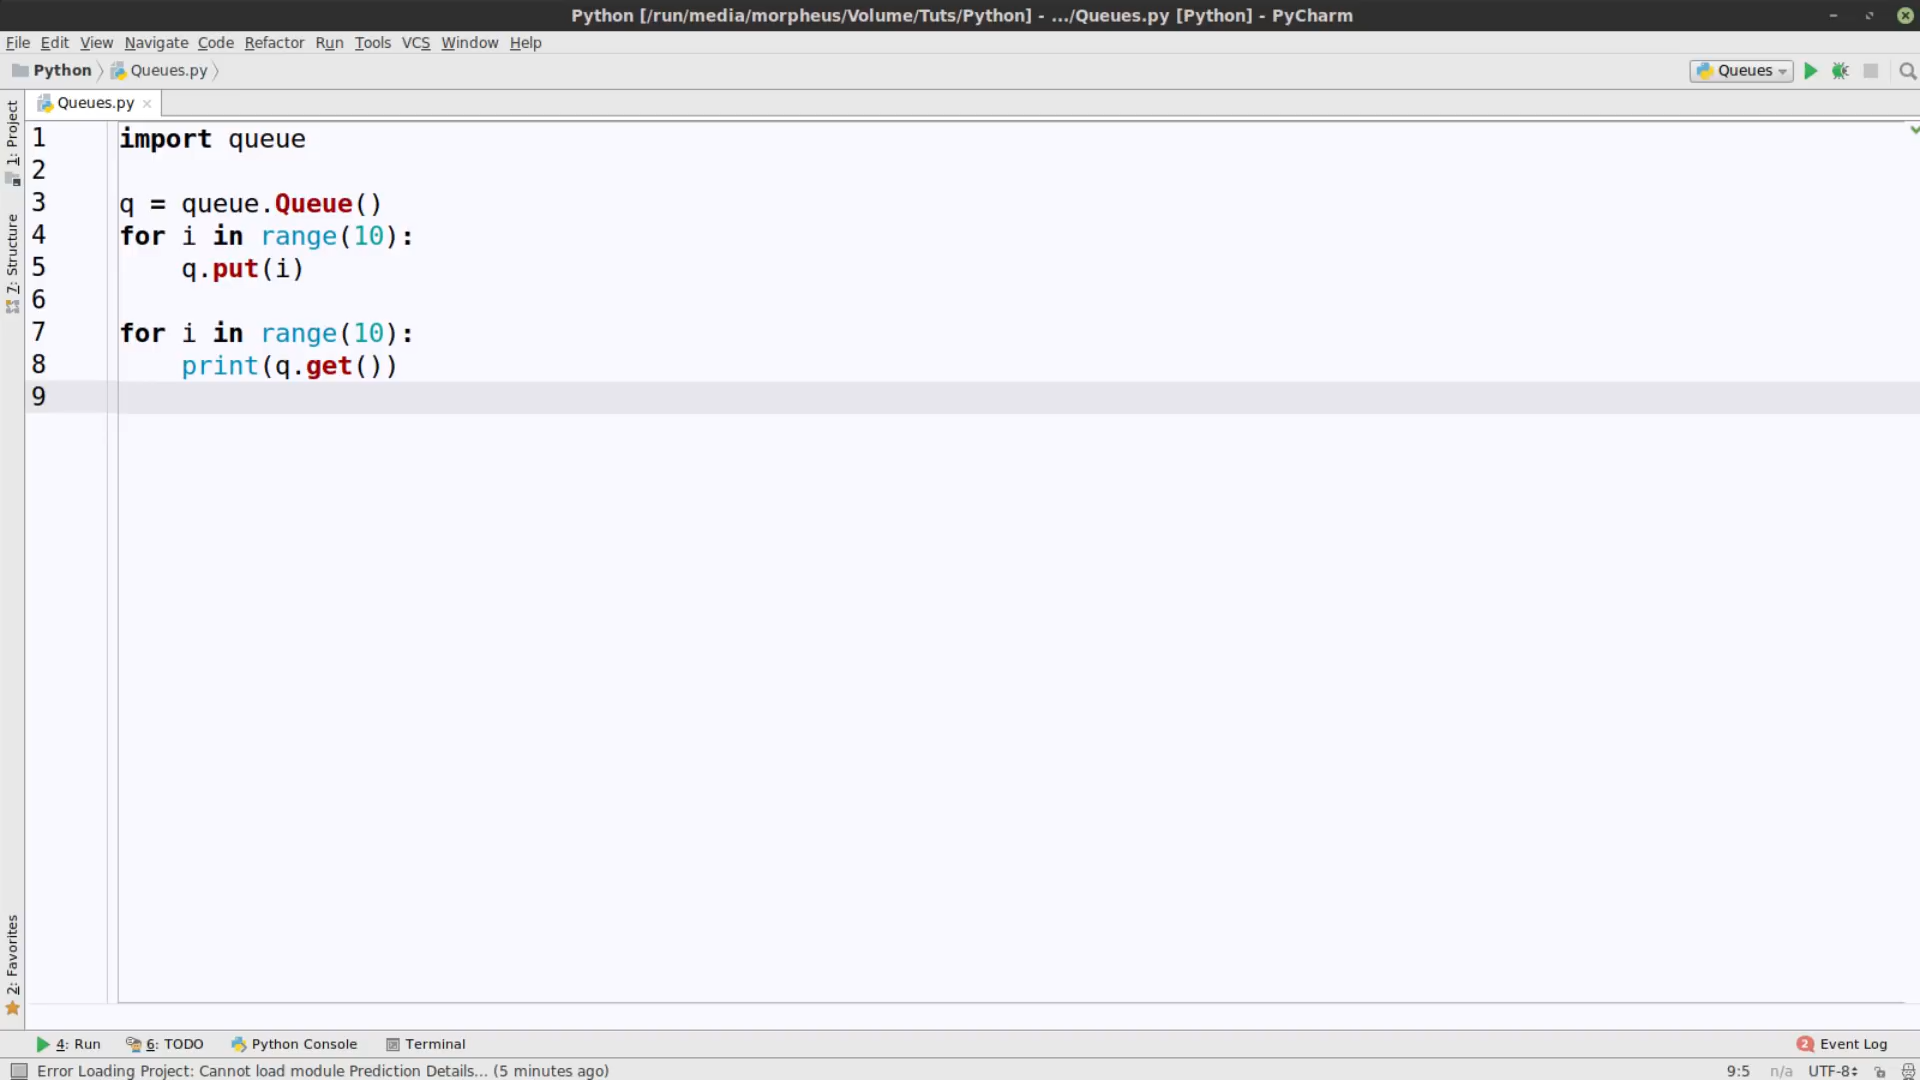 Python [/run/media/morpheus/Volume/Tuts/Python] - .../Queues.py [Python] - PyCharm
File Edit View Navigate Code Refactor Run Tools VCS Window Help
Python Queues.py Queues
Queues.py
1: Project
7: Structure
2: Favorites
1 import queue
2
3 q = queue.Queue()
4 for i in range(10):
5     q.put(i)
6
7 for i in range(10):
8     print(q.get())
9
4: Run 6: TODO Python Console Terminal 2 Event Log
Error Loading Project: Cannot load module Prediction Details... (5 minutes ago) 9:5 n/a UTF-8